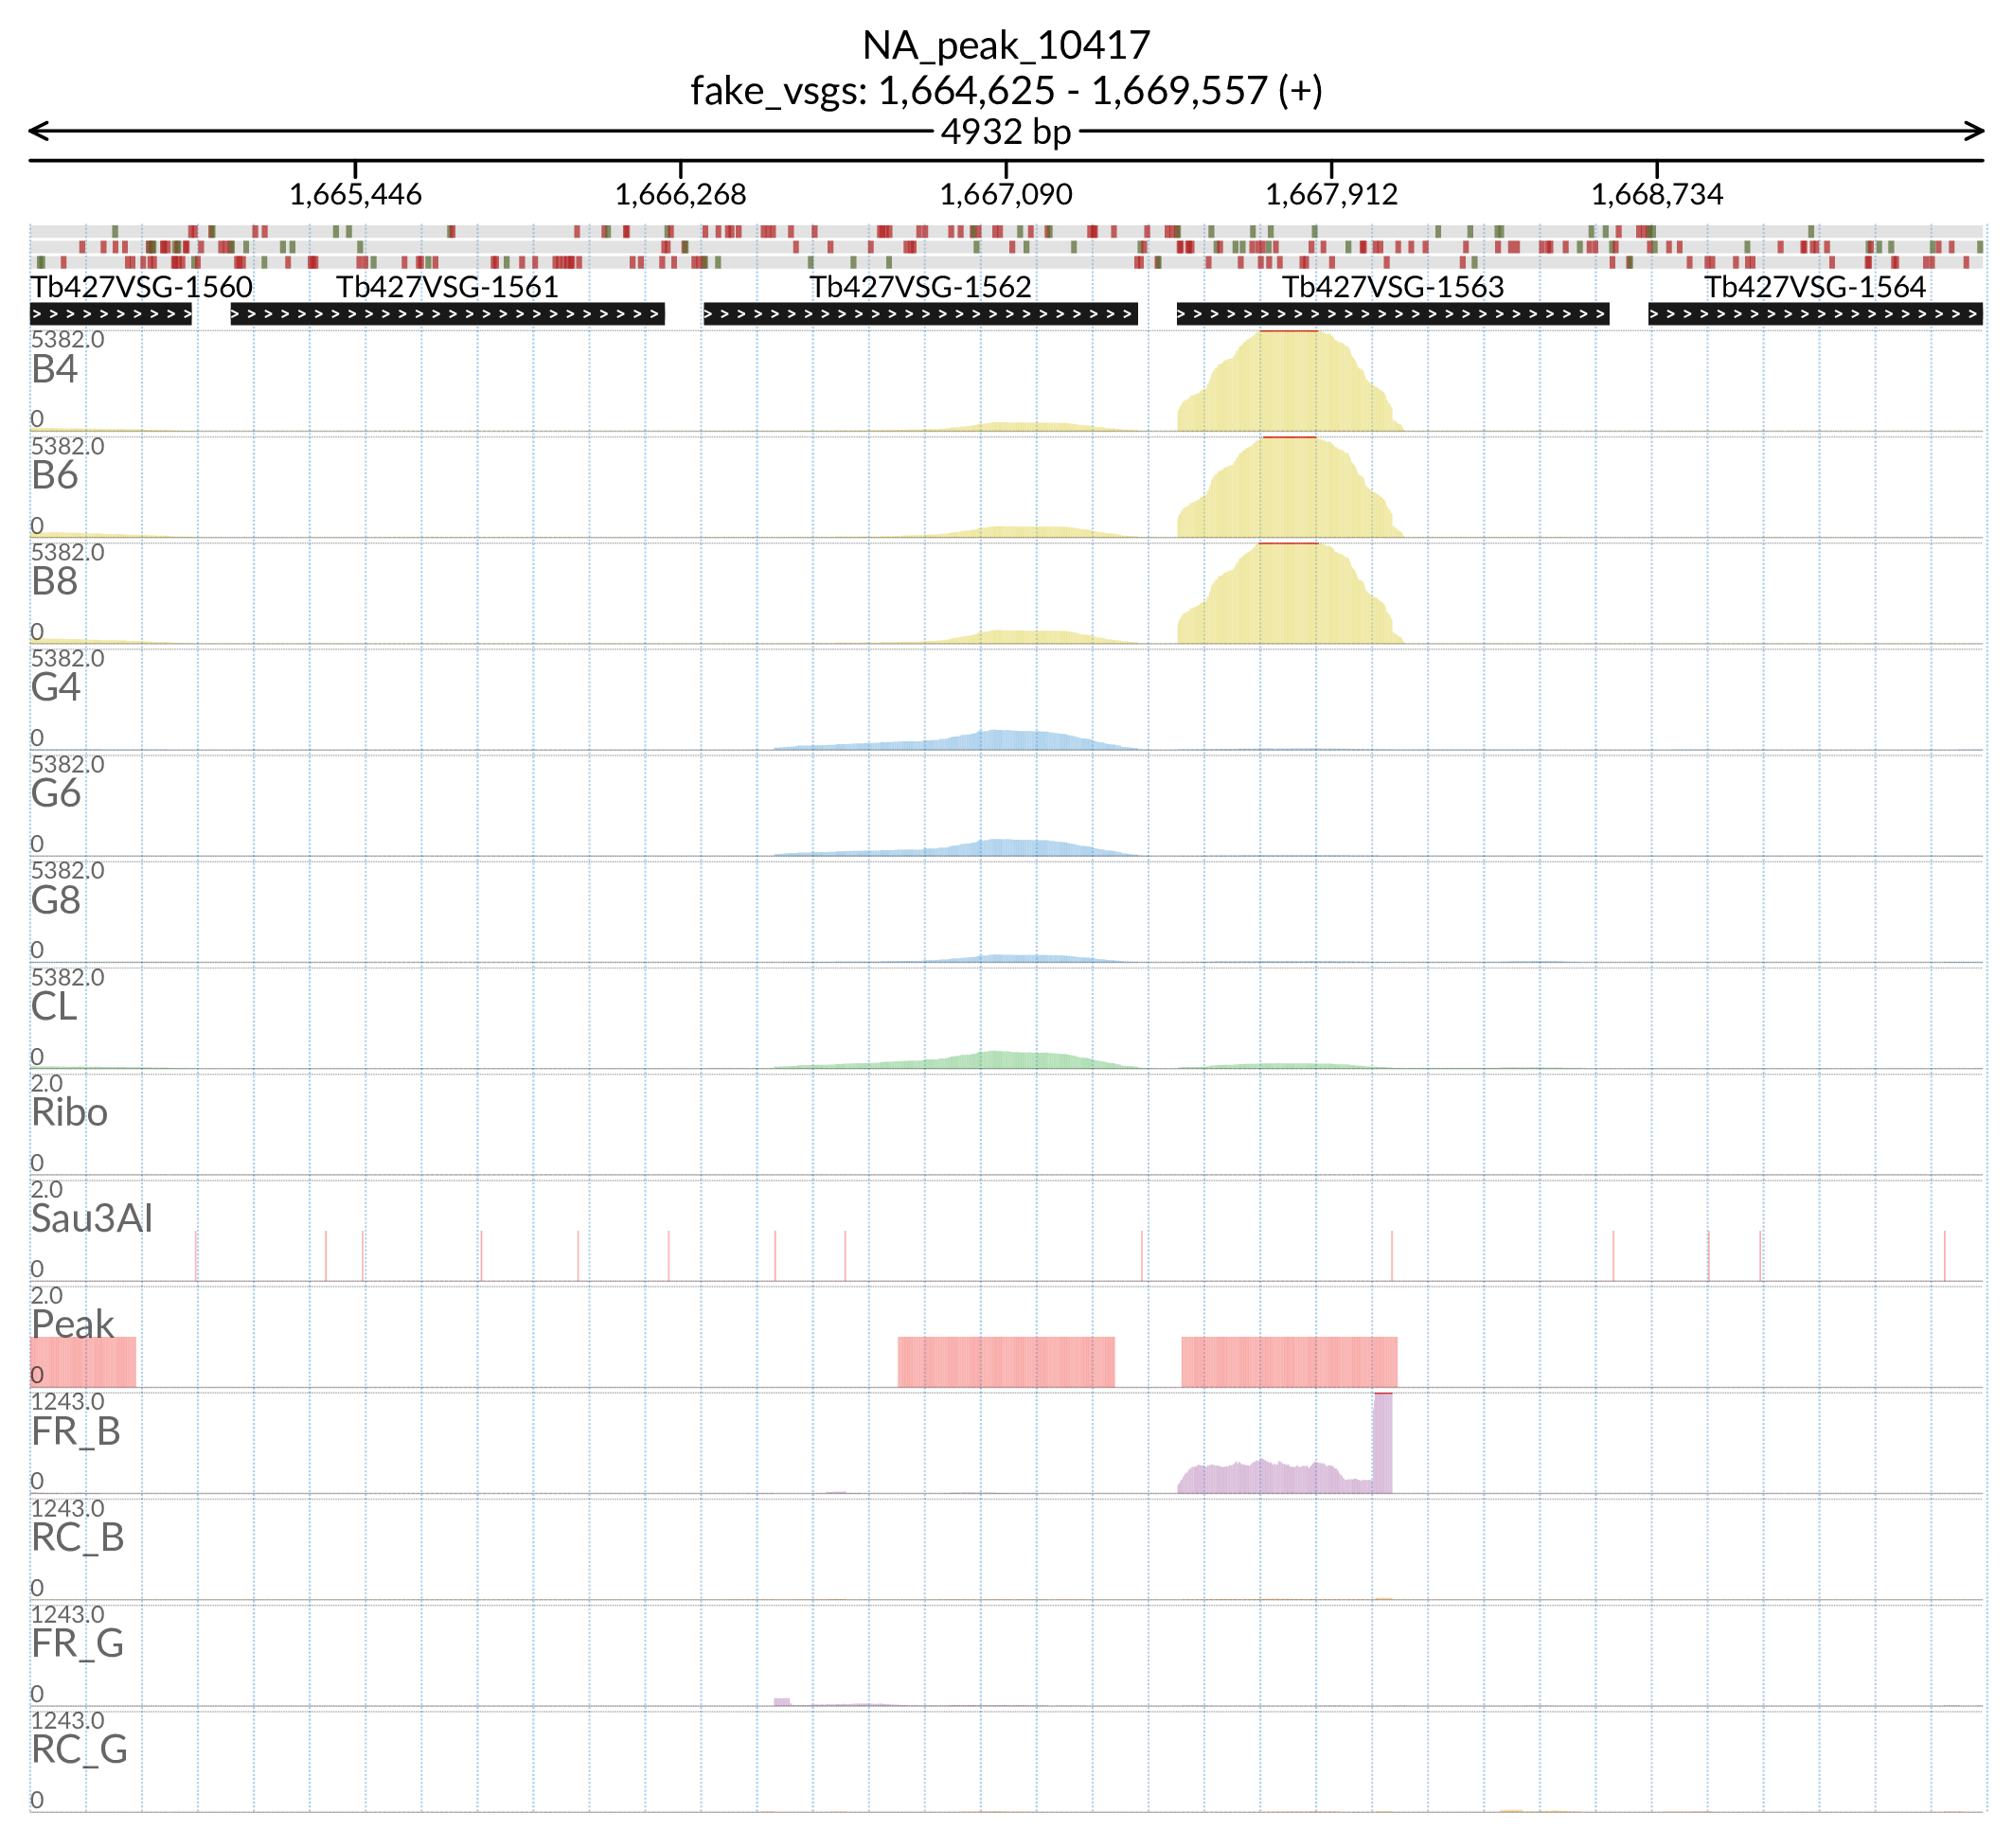 NA_peak_10417
fake_vsgs: 1,664,625 - 1,669,557 (+)
4932 bp
1,665,446 1,666,268 1,667,090 1,667,912 1,668,734
Tb427VSG-1560 Tb427VSG-1561 Tb427VSG-1562 Tb427VSG-1563 Tb427VSG-1564
5382.0
B4
0
5382.0
B6
0
5382.0
B8
0
5382.0
G4
0
5382.0
G6
0
5382.0
G8
0
5382.0
CL
0
2.0
Ribo
0
2.0
Sau3AI
0
2.0
Peak
0
1243.0
FR_B
0
1243.0
RC_B
0
1243.0
FR_G
0
1243.0
RC_G
0